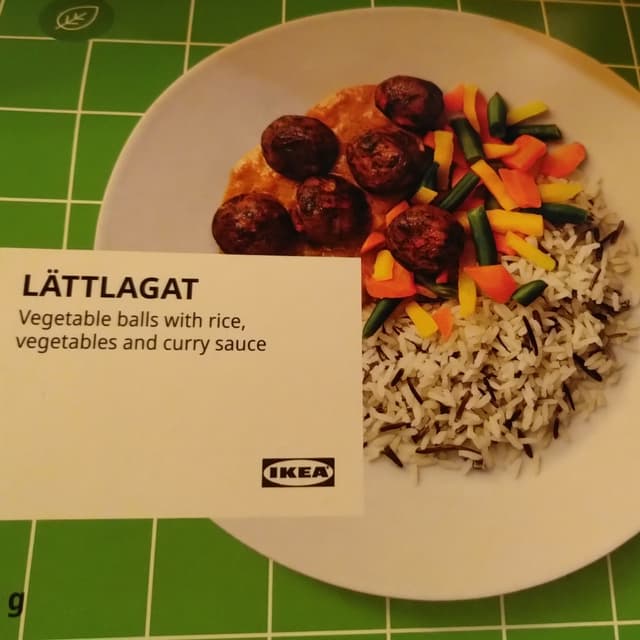 LÄTTLAGAT
Vegetable balls with rice,
vegetables and curry sauce
IKEA
g